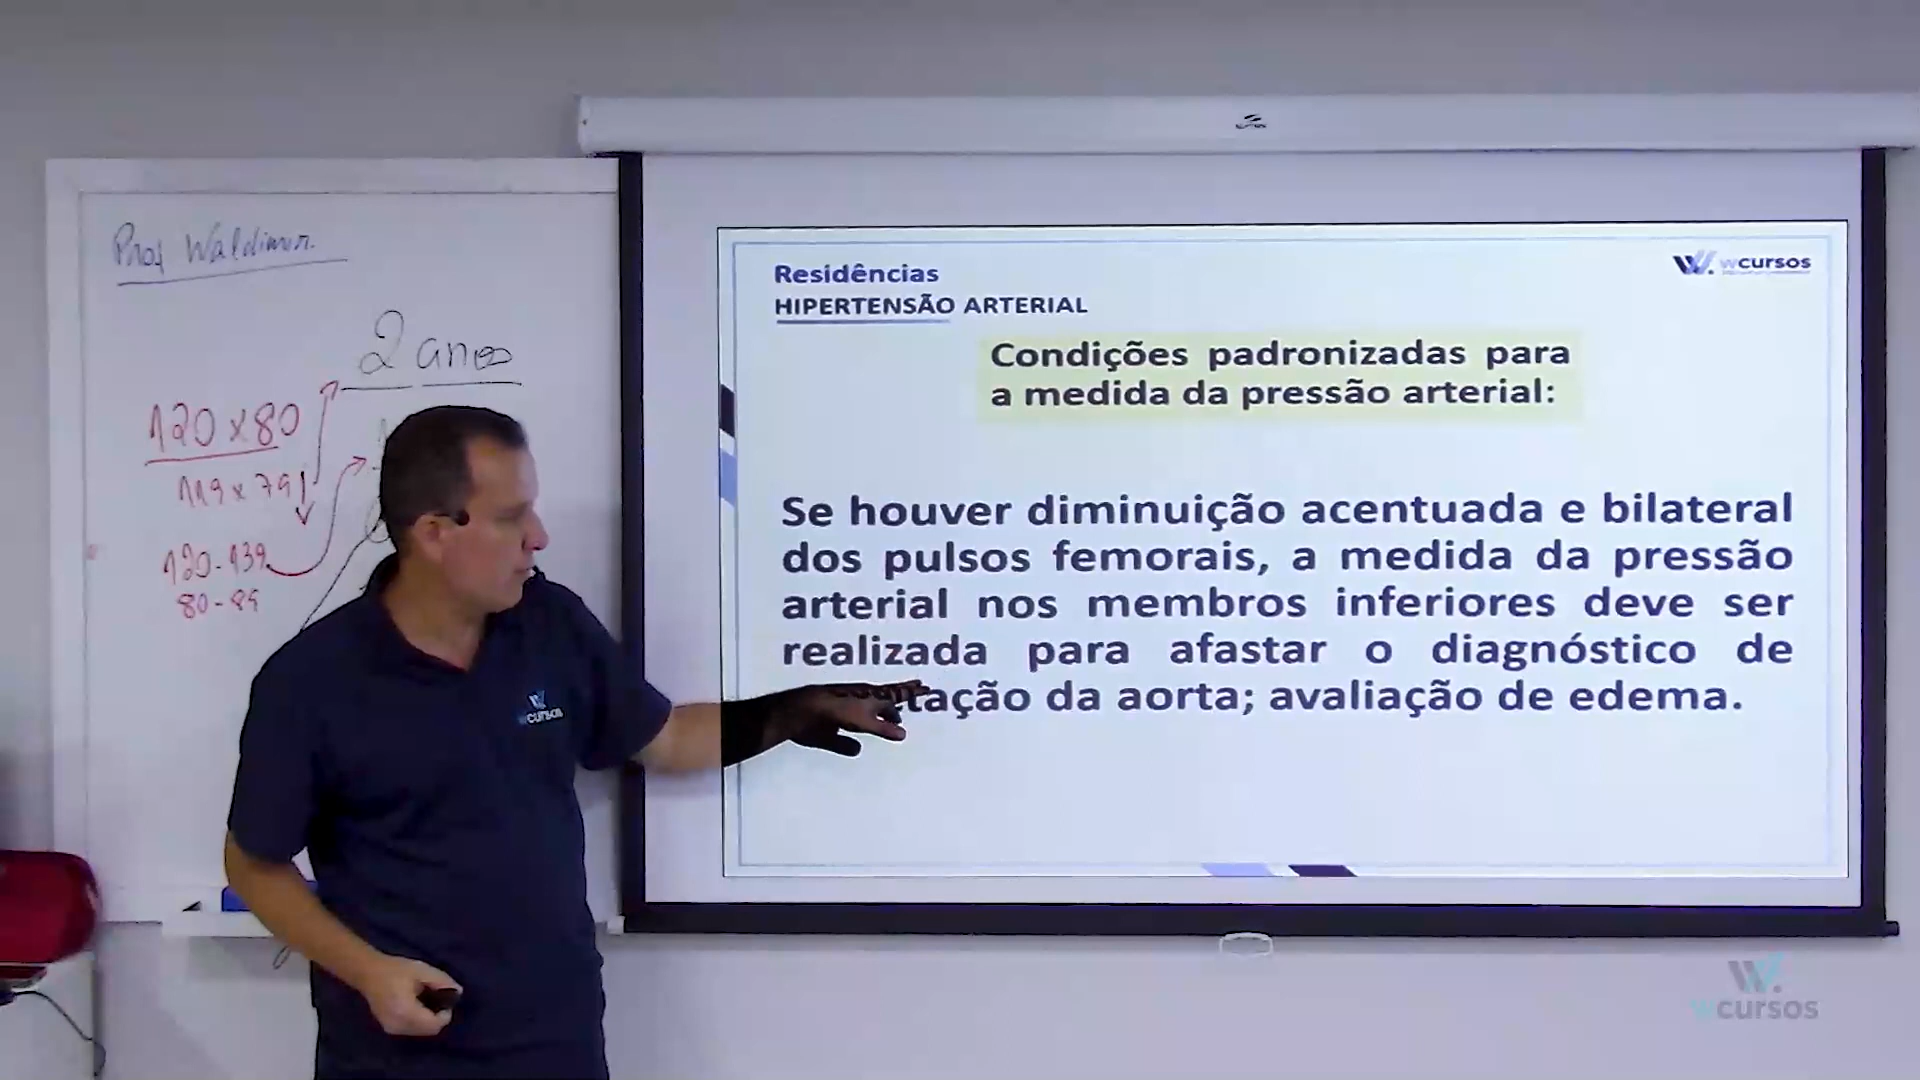 Prof Waldimir.
2 anos
120 x 80
119 x 79
120-139
80-89
Residências
HIPERTENSÃO ARTERIAL
W. wcursos
Condições padronizadas para
a medida da pressão arterial:
Se houver diminuição acentuada e bilateral
dos pulsos femorais, a medida da pressão
arterial nos membros inferiores deve ser
realizada para afastar o diagnóstico de
da aorta; avaliação de edema.
wcursos
wcursos